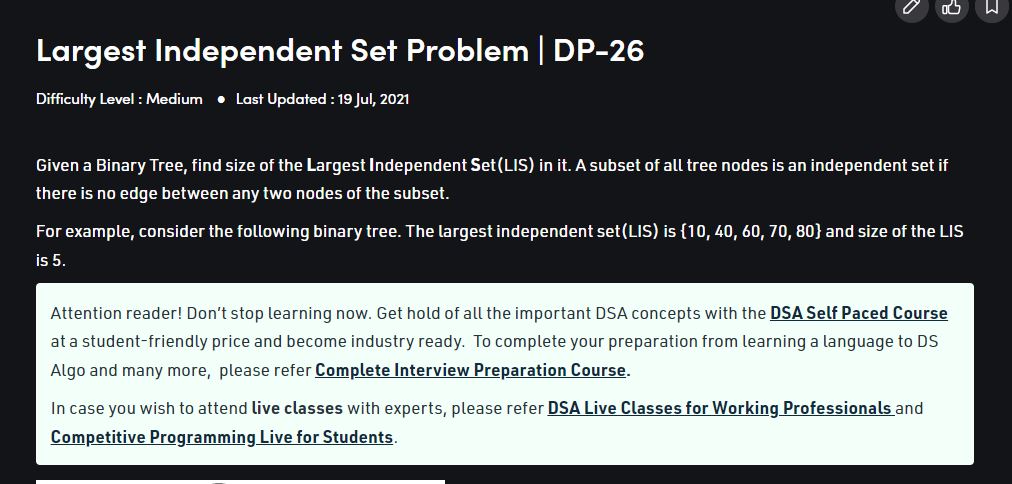 Largest Independent Set Problem | DP-26
Difficulty Level : Medium ● Last Updated : 19 Jul, 2021
Given a Binary Tree, find size of the Largest Independent Set(LIS) in it. A subset of all tree nodes is an independent set if
there is no edge between any two nodes of the subset.
For example, consider the following binary tree. The largest independent set(LIS) is {10, 40, 60, 70, 80} and size of the LIS
is 5.
Attention reader! Don’t stop learning now. Get hold of all the important DSA concepts with the DSA Self Paced Course
at a student-friendly price and become industry ready. To complete your preparation from learning a language to DS
Algo and many more, please refer Complete Interview Preparation Course.
In case you wish to attend live classes with experts, please refer DSA Live Classes for Working Professionals and
Competitive Programming Live for Students.